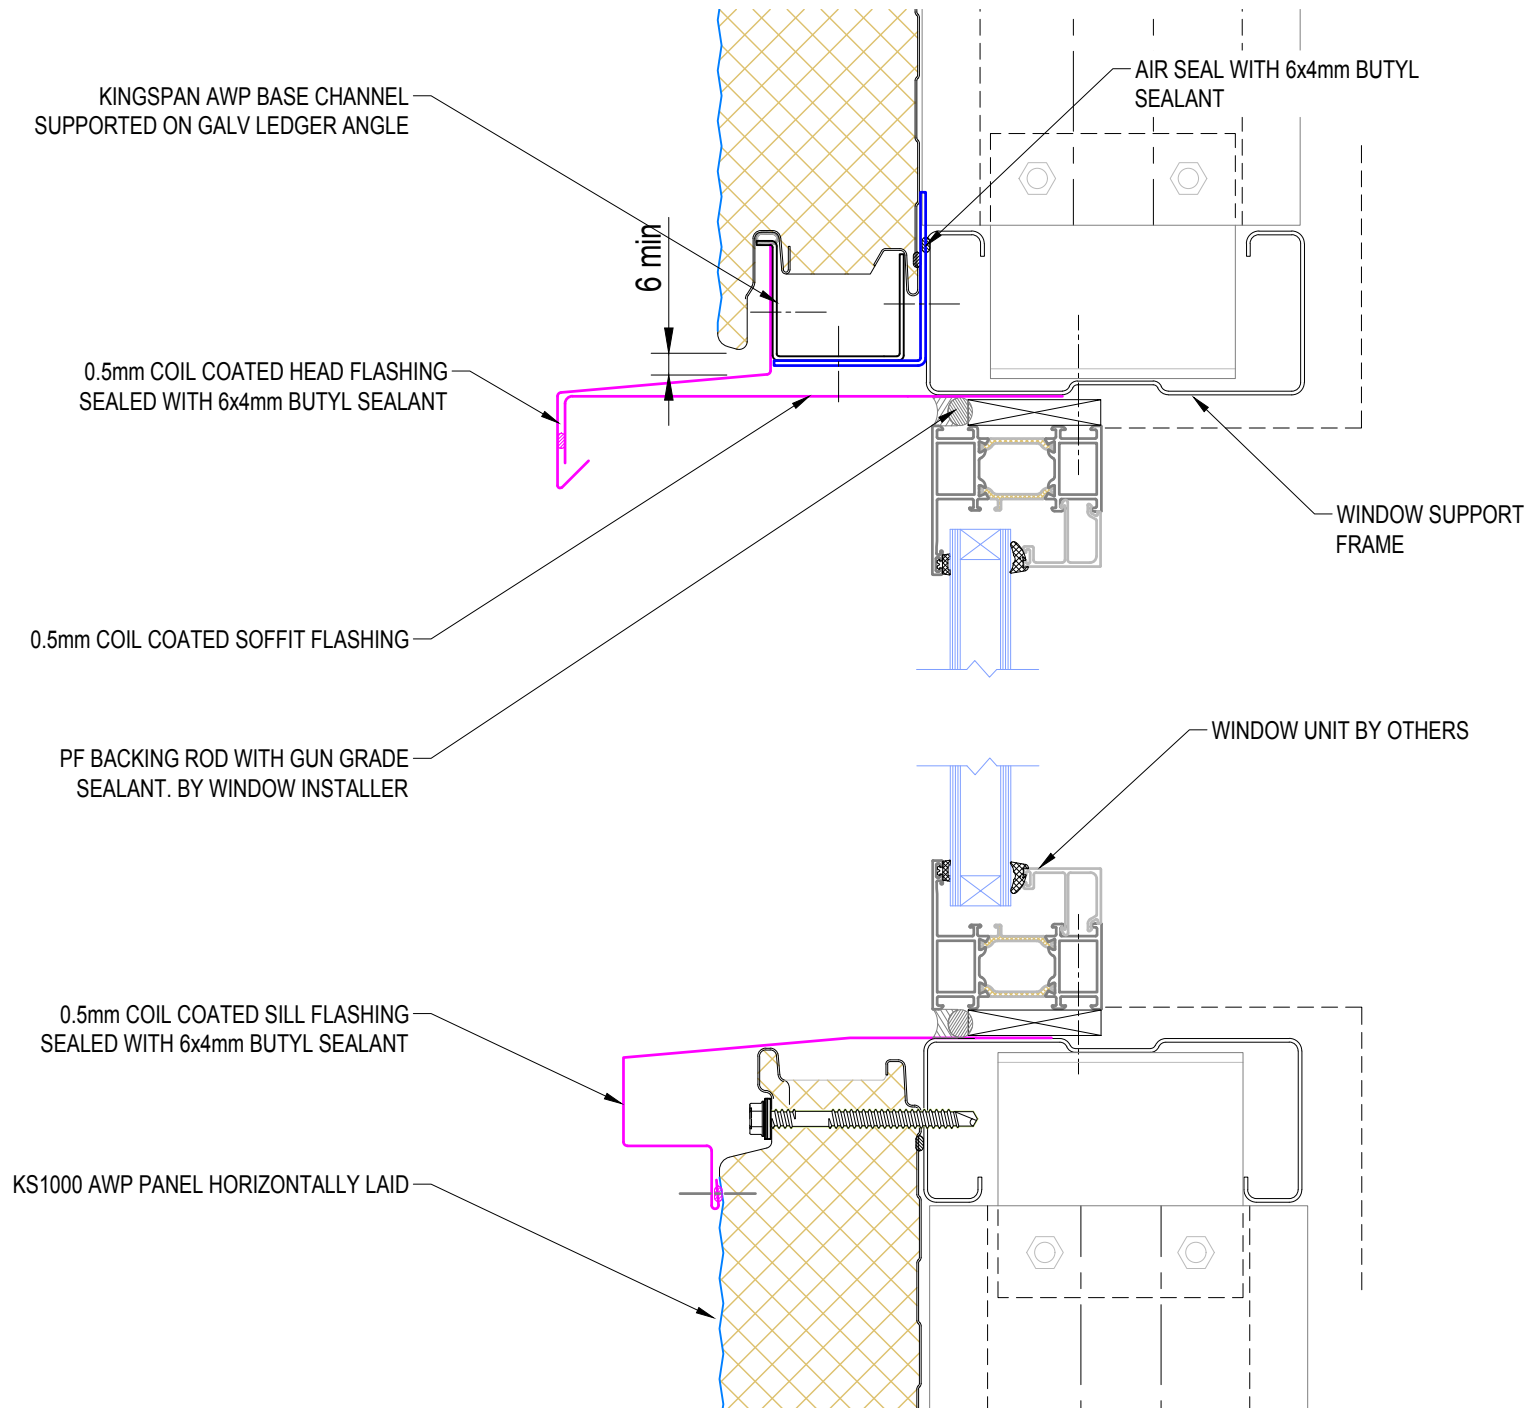 KINGSPAN AWP BASE CHANNEL
SUPPORTED ON GALV LEDGER ANGLE
AIR SEAL WITH 6x4mm BUTYL
SEALANT
6 min
0.5mm COIL COATED HEAD FLASHING
SEALED WITH 6x4mm BUTYL SEALANT
WINDOW SUPPORT
FRAME
0.5mm COIL COATED SOFFIT FLASHING
PF BACKING ROD WITH GUN GRADE
SEALANT. BY WINDOW INSTALLER
WINDOW UNIT BY OTHERS
0.5mm COIL COATED SILL FLASHING
SEALED WITH 6x4mm BUTYL SEALANT
KS1000 AWP PANEL HORIZONTALLY LAID